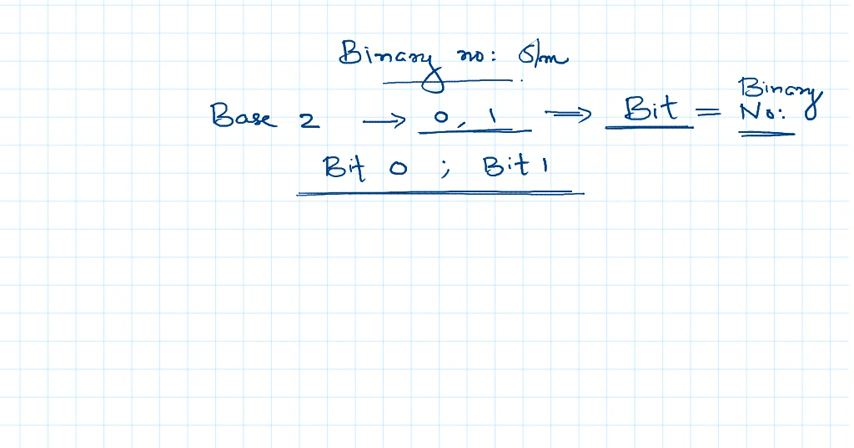 Binary no: S/m
Base 2 → 0, 1 ⟹ Bit = Binary No:
Bit 0 ; Bit 1